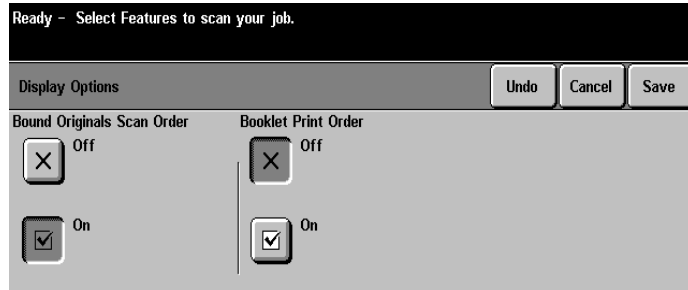 Ready - Select Features to scan your job.
Display Options
Undo
Cancel
Save
Bound Originals Scan Order
Booklet Print Order
Off
Off
On
On